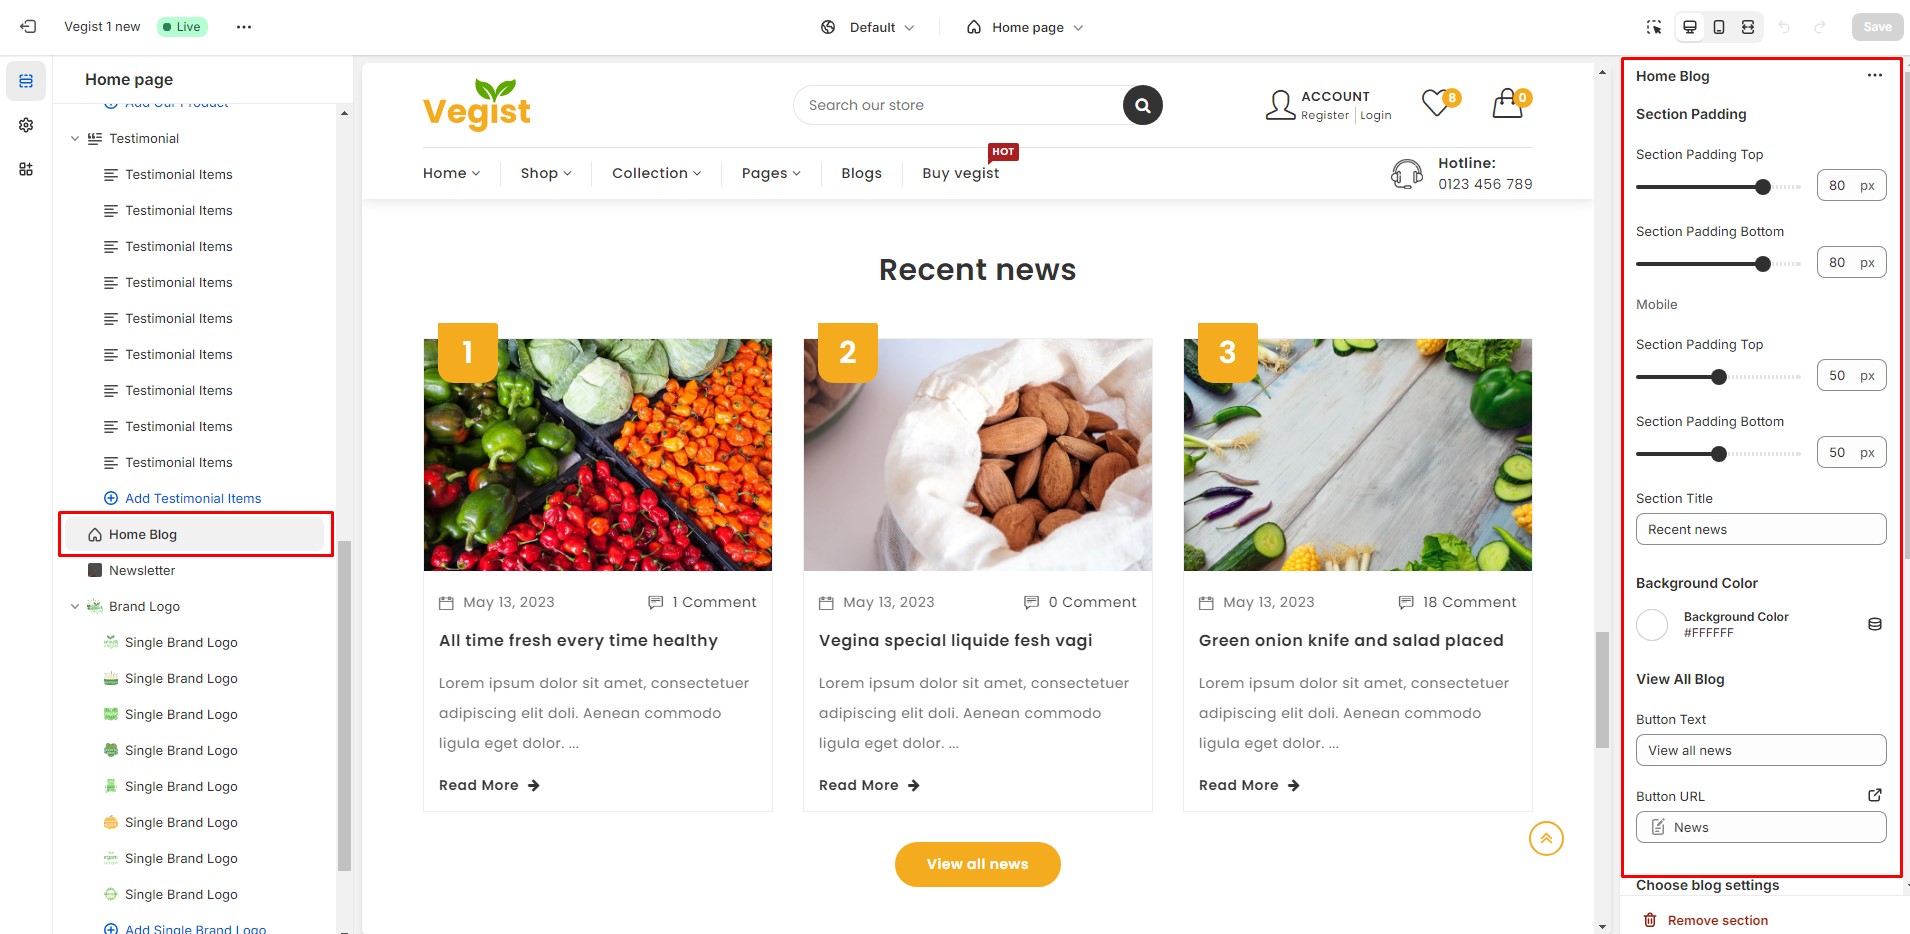 Vegist 1 new
Live
Default
Home page
Save
Home page
Add Our Product
Testimonial
Testimonial Items
Testimonial Items
Testimonial Items
Testimonial Items
Testimonial Items
Testimonial Items
Testimonial Items
Testimonial Items
Testimonial Items
Add Testimonial Items
Home Blog
Newsletter
Brand Logo
Single Brand Logo
Single Brand Logo
Single Brand Logo
Single Brand Logo
Single Brand Logo
Single Brand Logo
Single Brand Logo
Single Brand Logo
Add Single Brand Logo
Vegist
Search our store
ACCOUNT
Register Login
8
0
HOT
Home
Shop
Collection
Pages
Blogs
Buy vegist
Hotline:
0123 456 789
Recent news
1
May 13, 2023
1 Comment
All time fresh every time healthy
Lorem ipsum dolor sit amet, consectetuer
adipiscing elit doli. Aenean commodo
ligula eget dolor. ...
Read More
2
May 13, 2023
0 Comment
Vegina special liquide fesh vagi
Lorem ipsum dolor sit amet, consectetuer
adipiscing elit doli. Aenean commodo
ligula eget dolor. ...
Read More
3
May 13, 2023
18 Comment
Green onion knife and salad placed
Lorem ipsum dolor sit amet, consectetuer
adipiscing elit doli. Aenean commodo
ligula eget dolor. ...
Read More
View all news
Home Blog
Section Padding
Section Padding Top
80 px
Section Padding Bottom
80 px
Mobile
Section Padding Top
50 px
Section Padding Bottom
50 px
Section Title
Recent news
Background Color
Background Color
#FFFFFF
View All Blog
Button Text
View all news
Button URL
News
Choose blog settings
Remove section